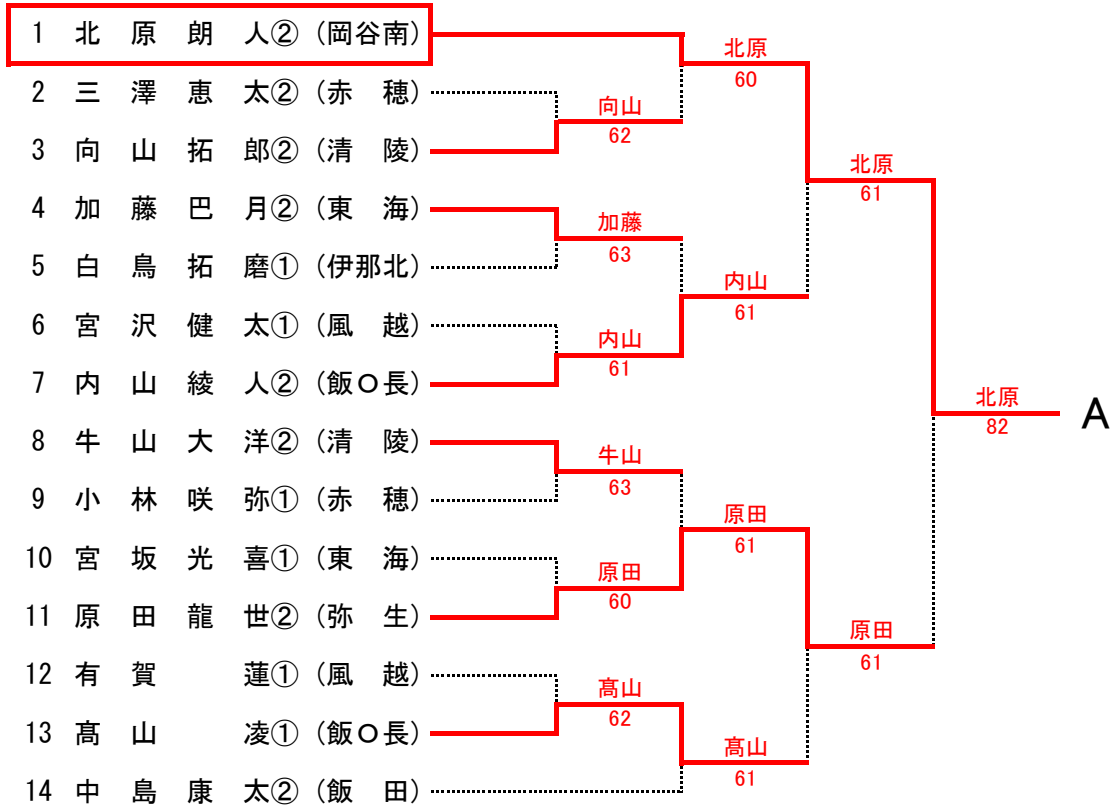 1 北原朗人② (岡谷南)
2 三澤恵太② (赤穂)
3 向山拓郎② (清陵)
4 加藤巴月② (東海)
5 白鳥拓磨① (伊那北)
6 宮沢健太① (風越)
7 内山綾人② (飯O長)
8 牛山大洋② (清陵)
9 小林咲弥① (赤穂)
10 宮坂光喜① (東海)
11 原田龍世② (弥生)
12 有賀蓮① (風越)
13 髙山凌① (飯O長)
14 中島康太② (飯田)
向山
62
加藤
63
内山
61
牛山
63
原田
60
髙山
62
北原
60
内山
61
原田
61
髙山
61
北原
61
原田
61
北原
82
A